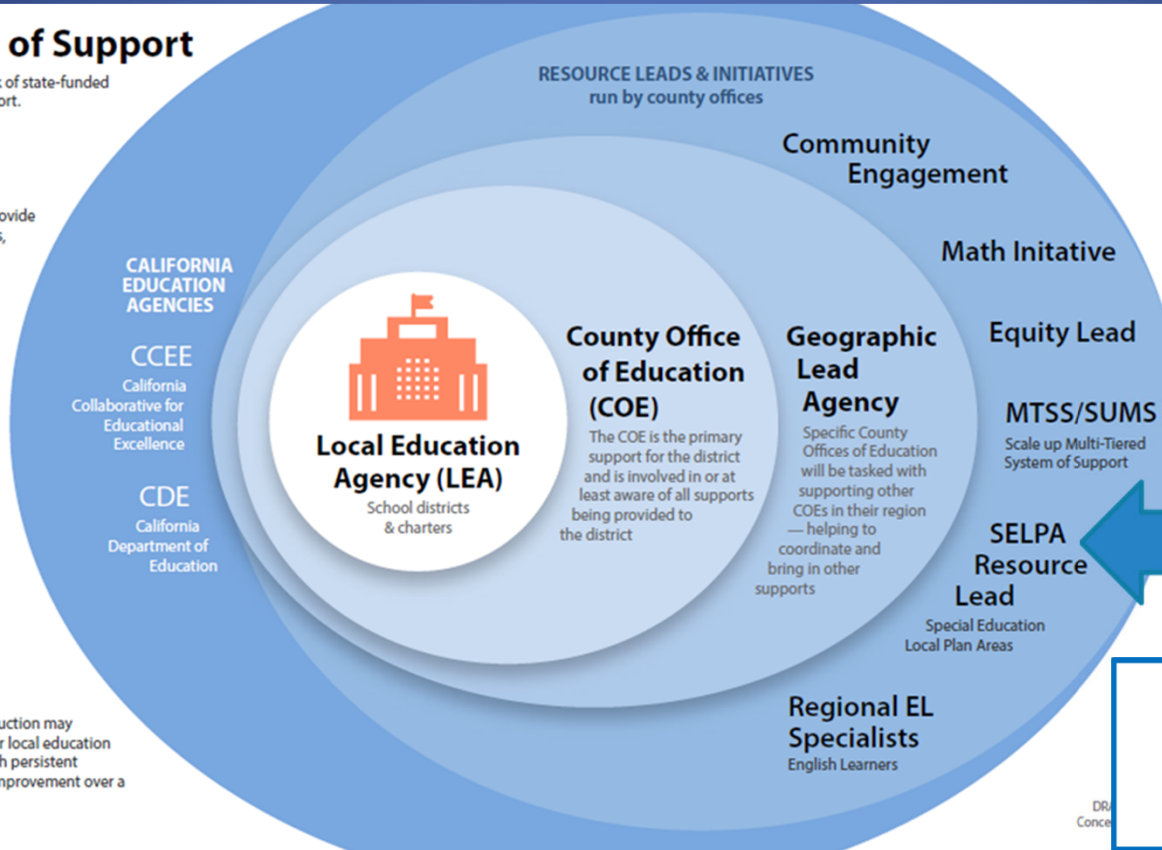 of Support
of state-funded
ort.
ovide
s,
CALIFORNIA
EDUCATION
AGENCIES
CCEE
California
Collaborative for
Educational
Excellence
CDE
California
Department of
Education
uction may
r local education
h persistent
mprovement over a
Local Education
Agency (LEA)
School districts
& charters
County Office
of Education
(COE)
The COE is the primary
support for the district
and is involved in or at
least aware of all supports
being provided to
the district
Geographic
Lead
Agency
Specific County
Offices of Education
will be tasked with
supporting other
COEs in their region
— helping to
coordinate and
bring in other
supports
RESOURCE LEADS & INITIATIVES
run by county offices
Community
Engagement
Math Initative
Equity Lead
MTSS/SUMS
Scale up Multi-Tiered
System of Support
SELPA
Resource
Lead
Special Education
Local Plan Areas
Regional EL
Specialists
English Learners
DRA
Conce